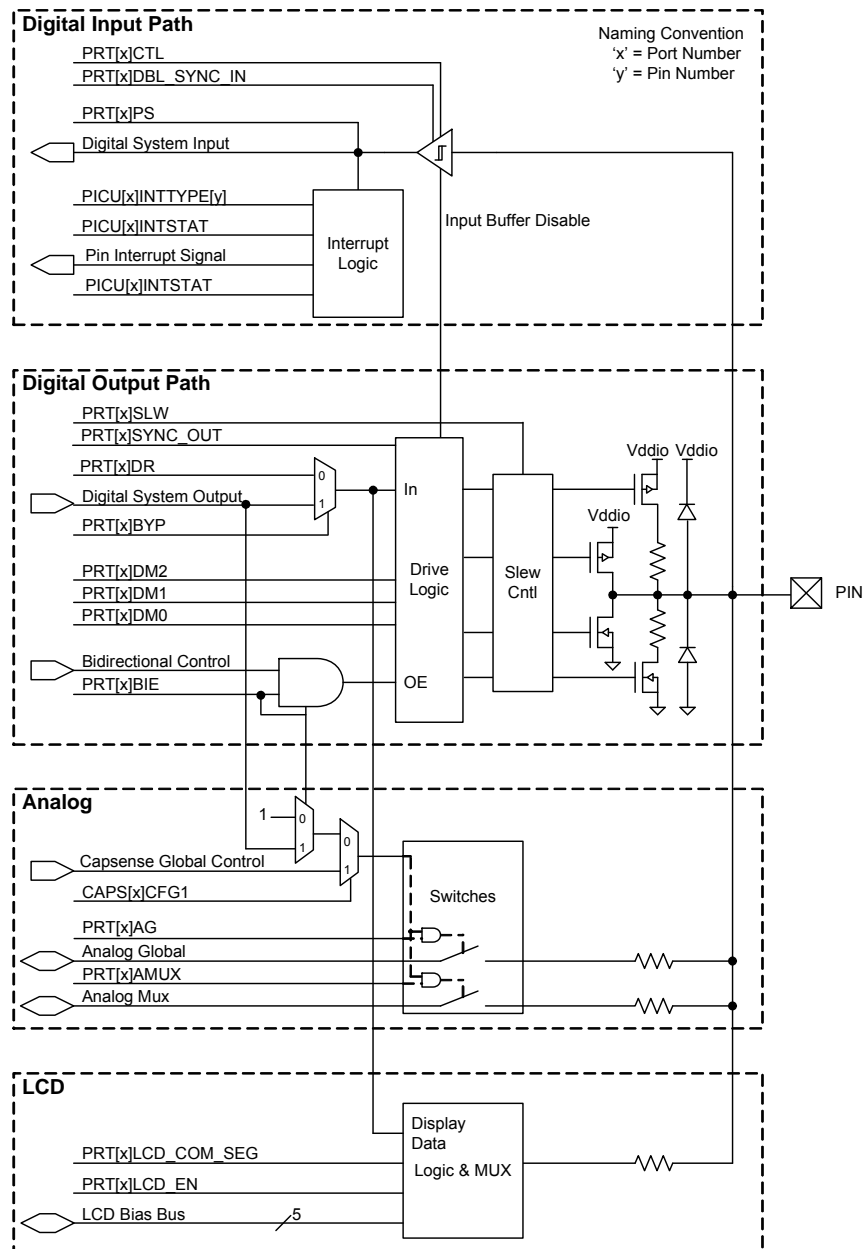 Digital Input Path
Naming Convention
‘x’ = Port Number
‘y’ = Pin Number
PRT[x]CTL
PRT[x]DBL_SYNC_IN
PRT[x]PS
Digital System Input
PICU[x]INTTYPE[y]
PICU[x]INTSTAT
Pin Interrupt Signal
PICU[x]INTSTAT
Interrupt
Logic
Input Buffer Disable
Digital Output Path
PRT[x]SLW
PRT[x]SYNC_OUT
PRT[x]DR
Digital System Output
PRT[x]BYP
0
1
In
Vddio Vddio
Vddio
PRT[x]DM2
PRT[x]DM1
PRT[x]DM0
Drive
Logic
Slew
Cntl
PIN
Bidirectional Control
PRT[x]BIE
OE
Analog
1
0
1
0
1
Capsense Global Control
CAPS[x]CFG1
Switches
PRT[x]AG
Analog Global
PRT[x]AMUX
Analog Mux
LCD
Display
Data
Logic & MUX
PRT[x]LCD_COM_SEG
PRT[x]LCD_EN
LCD Bias Bus
5